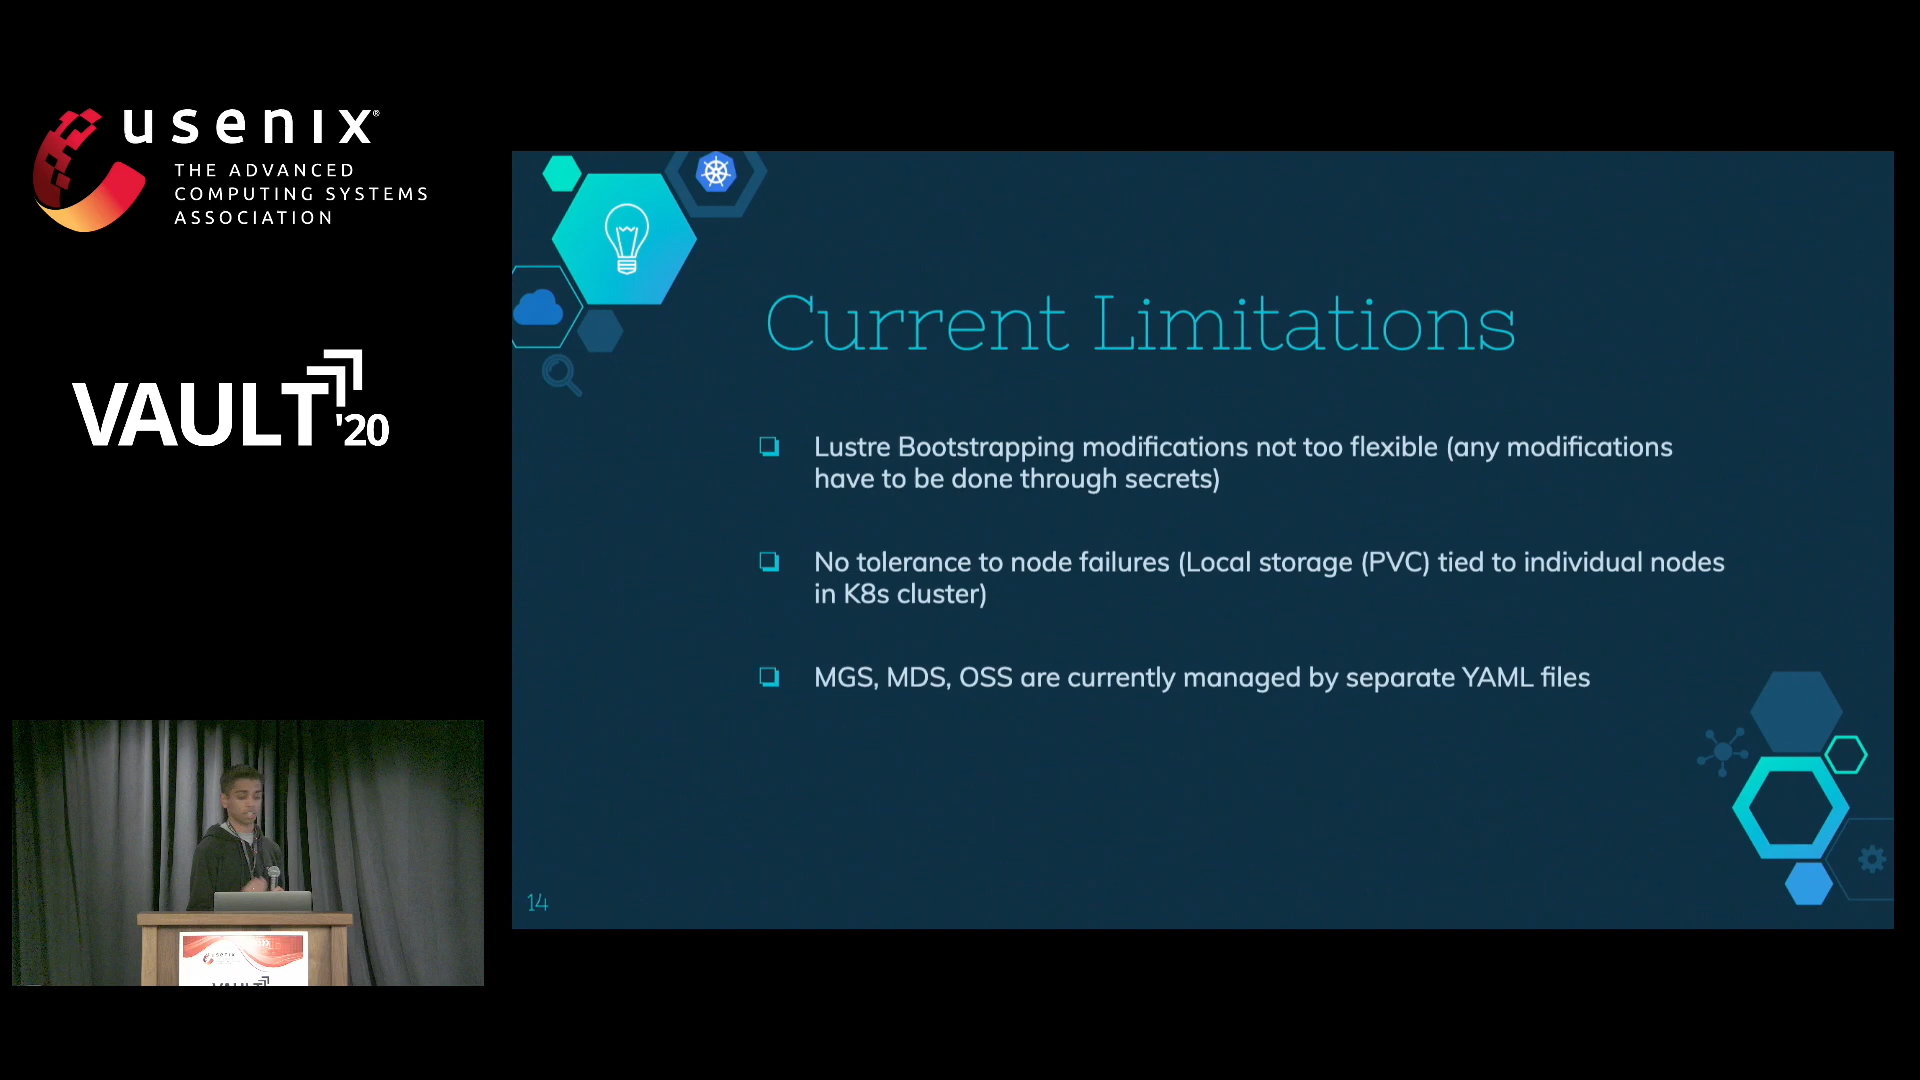 usenix®
THE ADVANCED
COMPUTING SYSTEMS
ASSOCIATION
VAULT '20
Current Limitations
❏ Lustre Bootstrapping modifications not too flexible (any modifications
have to be done through secrets)
❏ No tolerance to node failures (Local storage (PVC) tied to individual nodes
in K8s cluster)
❏ MGS, MDS, OSS are currently managed by separate YAML files
14
usenix
VAULT